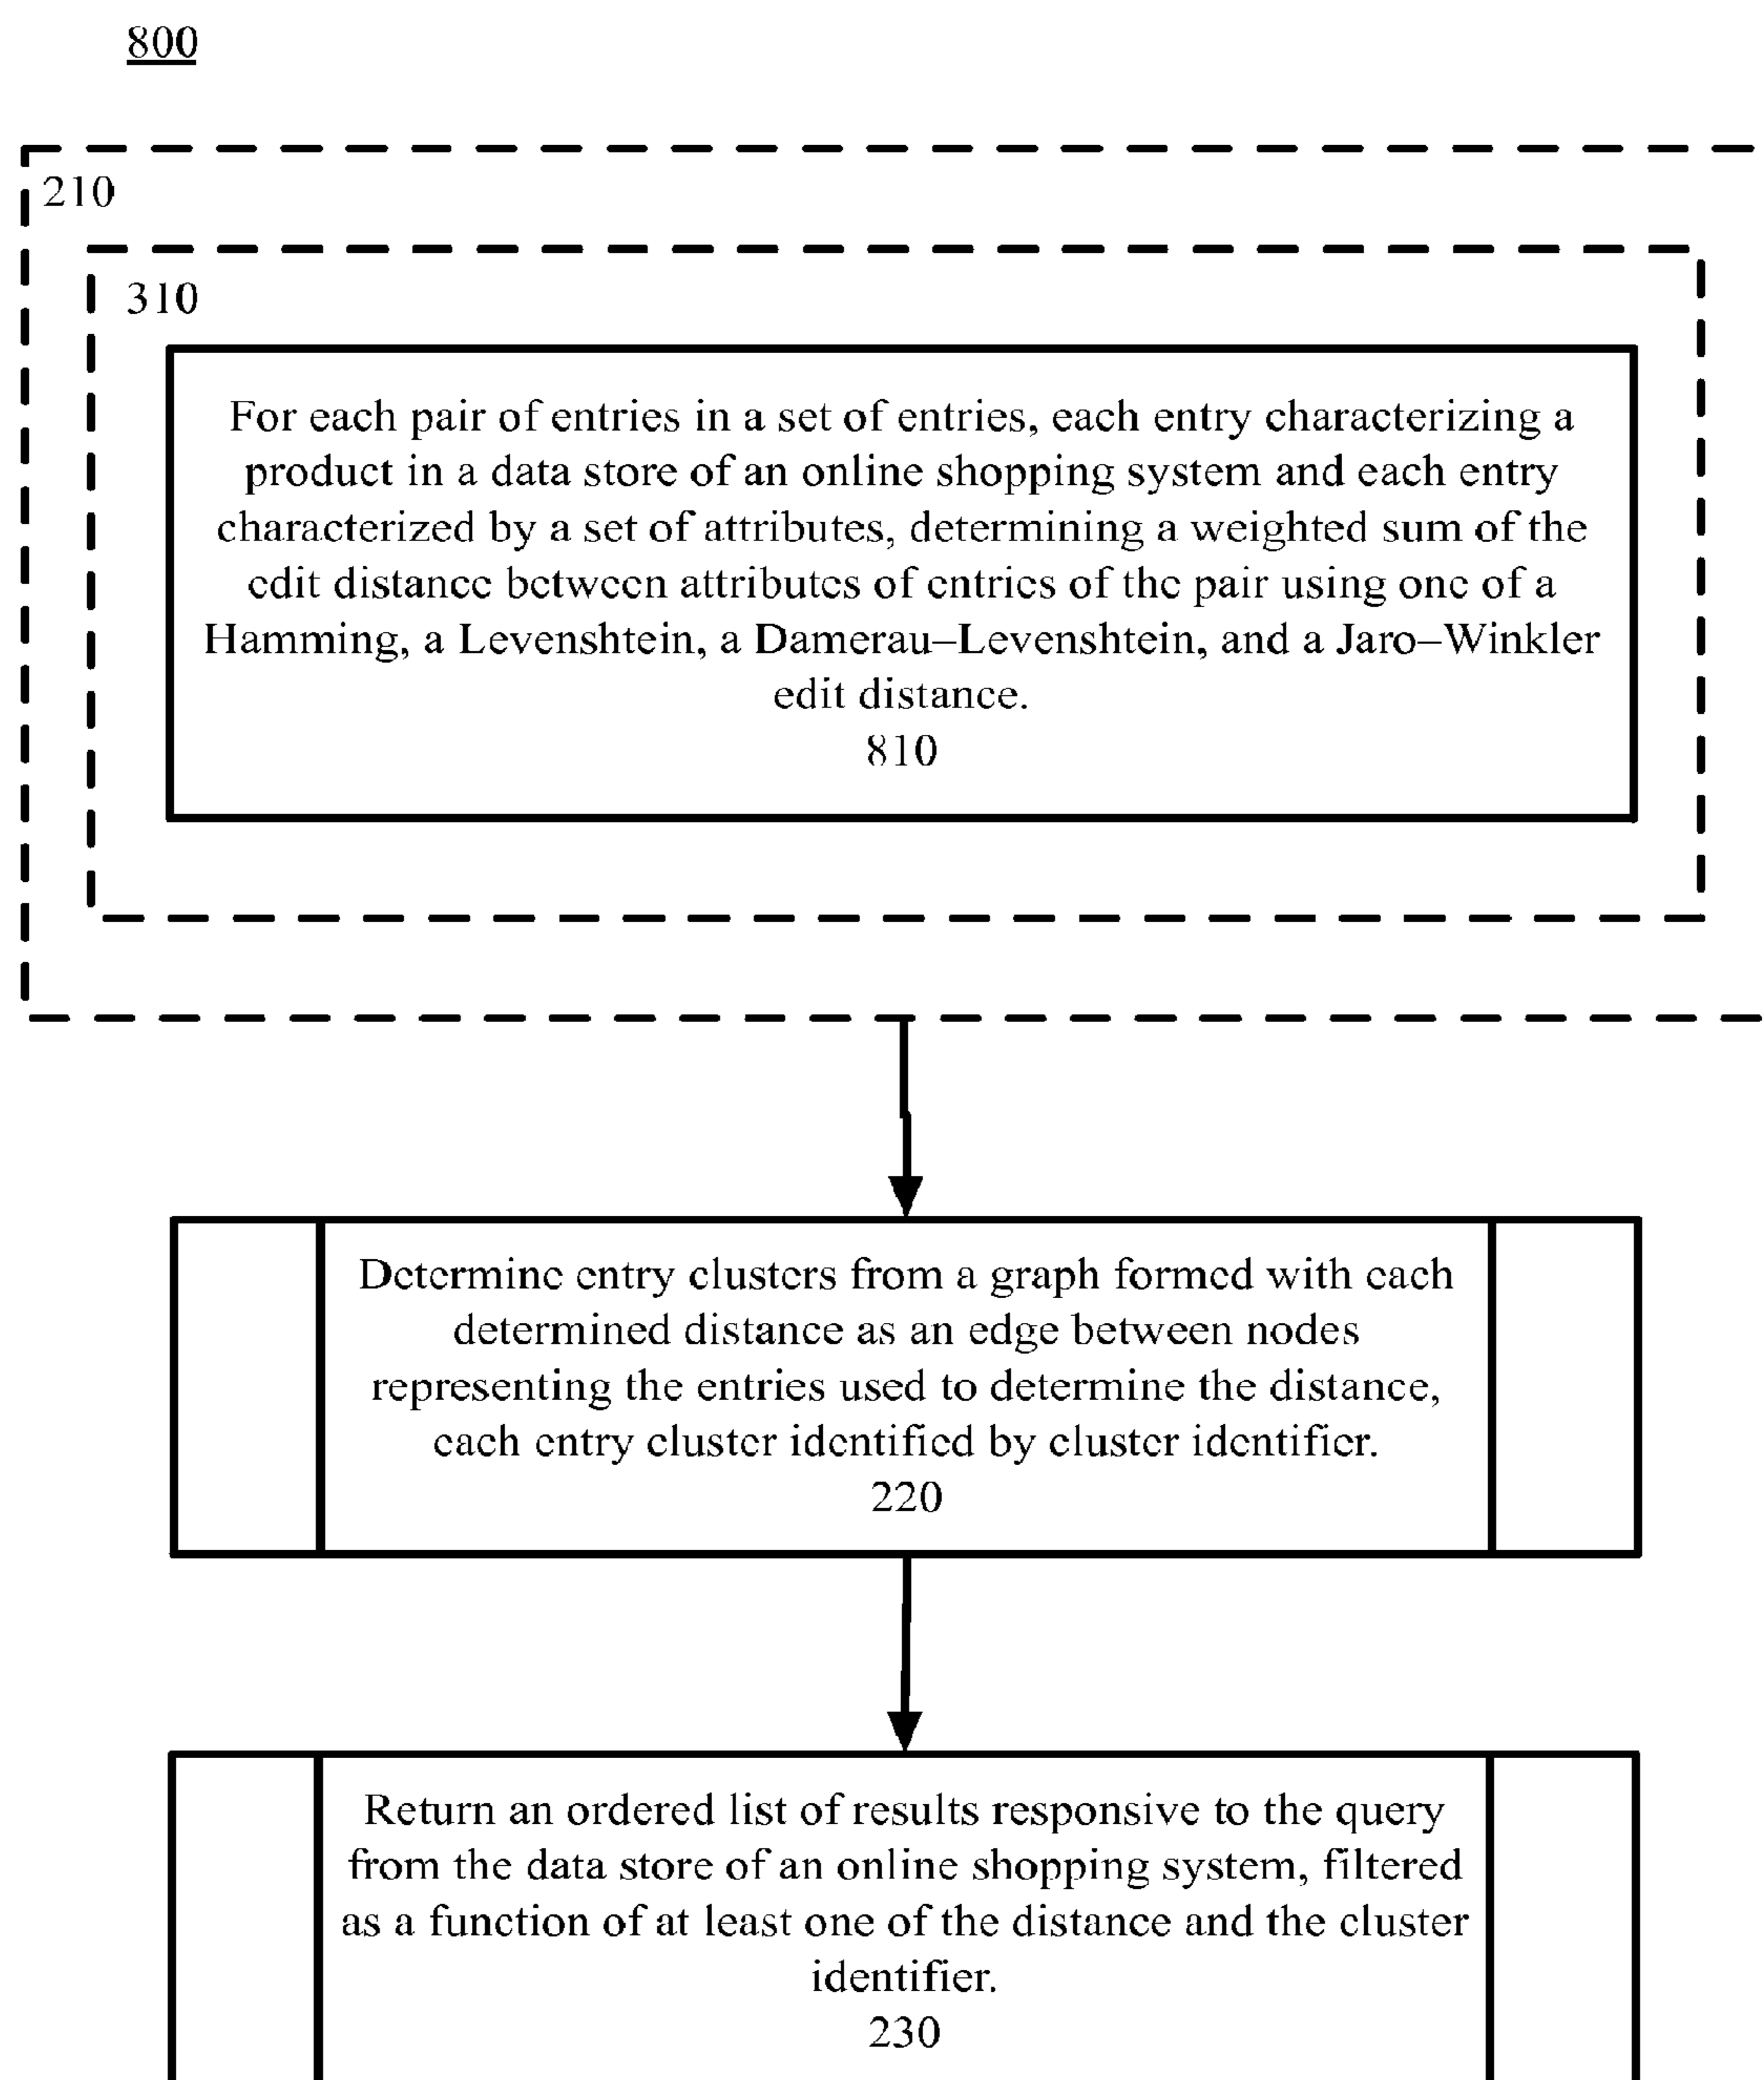 800
210
310
For each pair of entries in a set of entries, each entry characterizing a
product in a data store of an online shopping system and each entry
characterized by a set of attributes, determining a weighted sum of the
edit distance between attributes of entries of the pair using one of a
Hamming, a Levenshtein, a Damerau–Levenshtein, and a Jaro–Winkler
edit distance.
810
Determine entry clusters from a graph formed with each
determined distance as an edge between nodes
representing the entries used to determine the distance,
each entry cluster identified by cluster identifier.
220
Return an ordered list of results responsive to the query
from the data store of an online shopping system, filtered
as a function of at least one of the distance and the cluster
identifier.
230